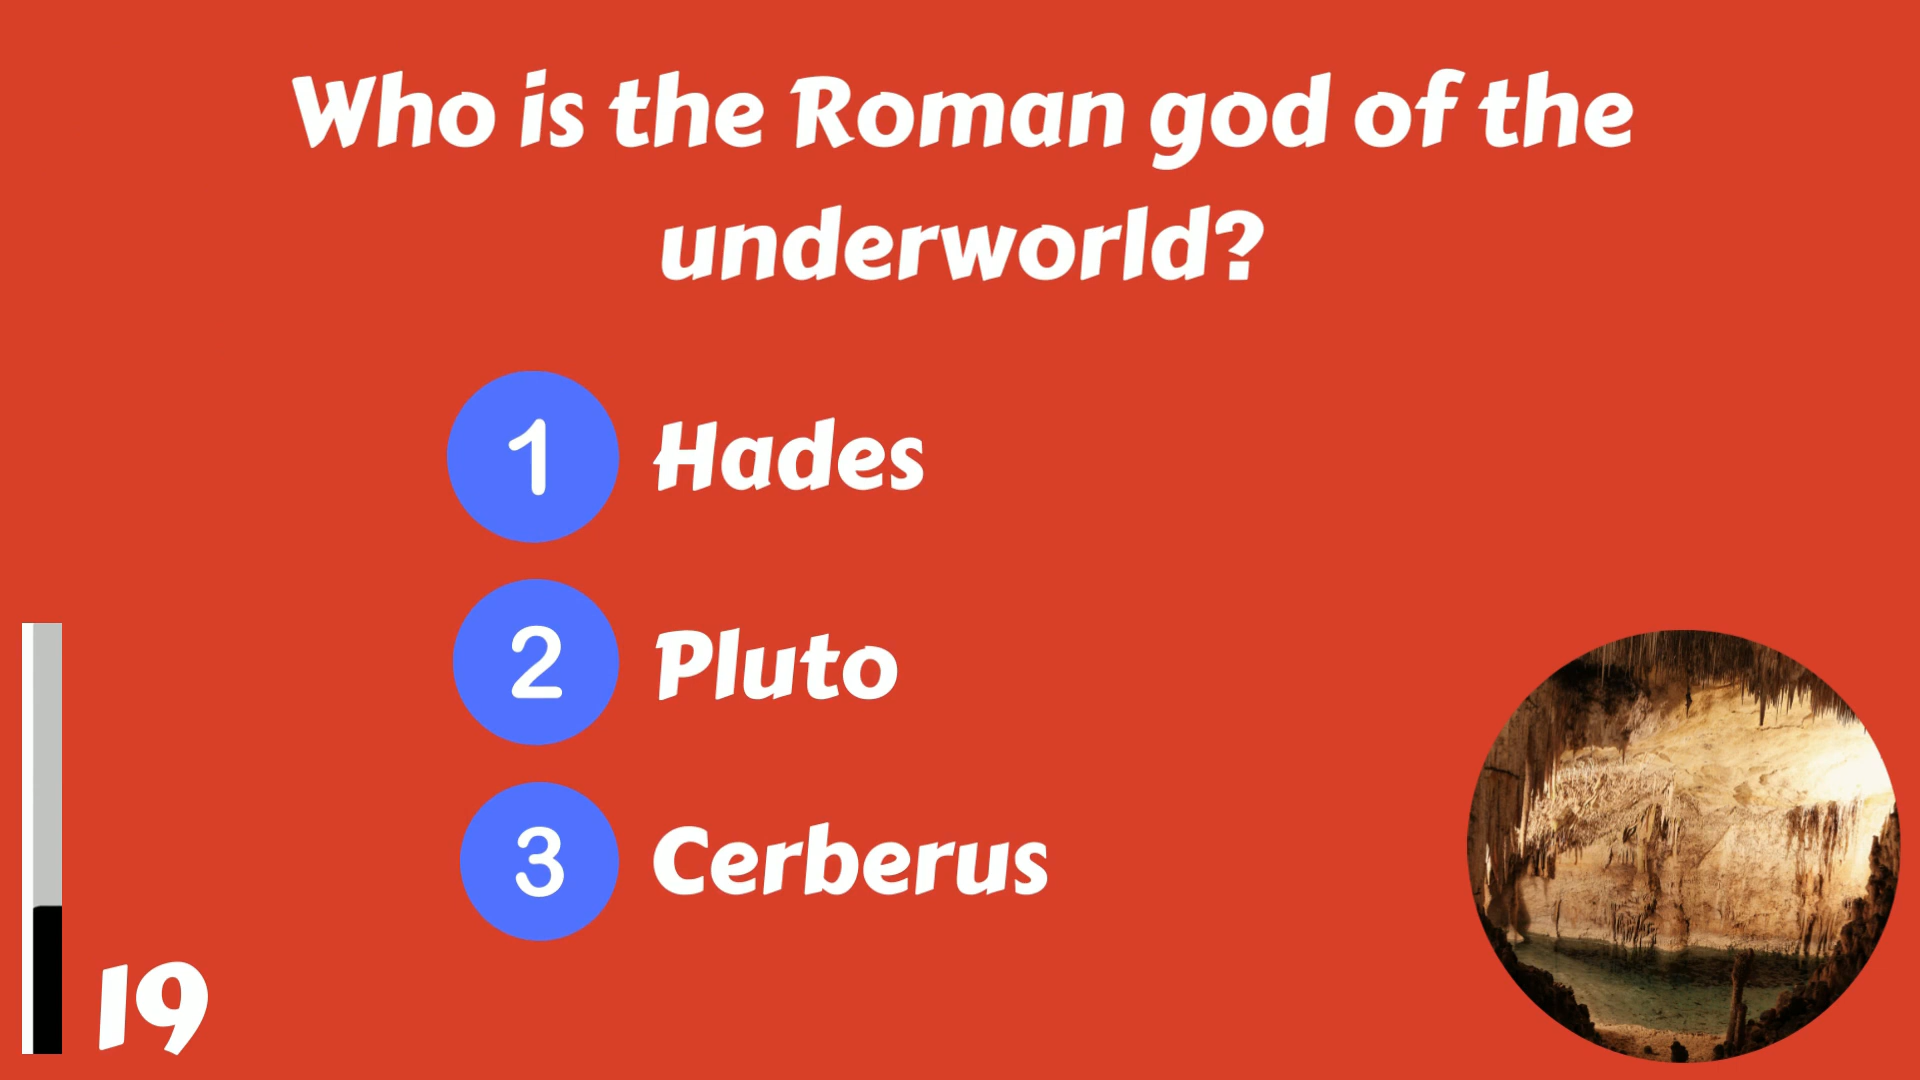 Who is the Roman god of the
underworld?
1 Hades
2 Pluto
3 Cerberus
19